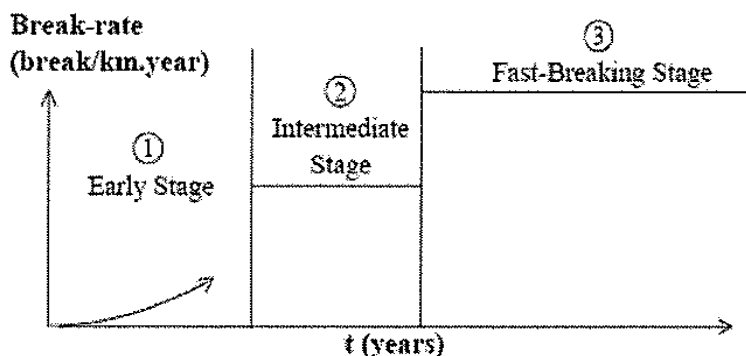 Break-rate
(break/km.year)
①
Early Stage
②
Intermediate
Stage
③
Fast-Breaking Stage
t (years)